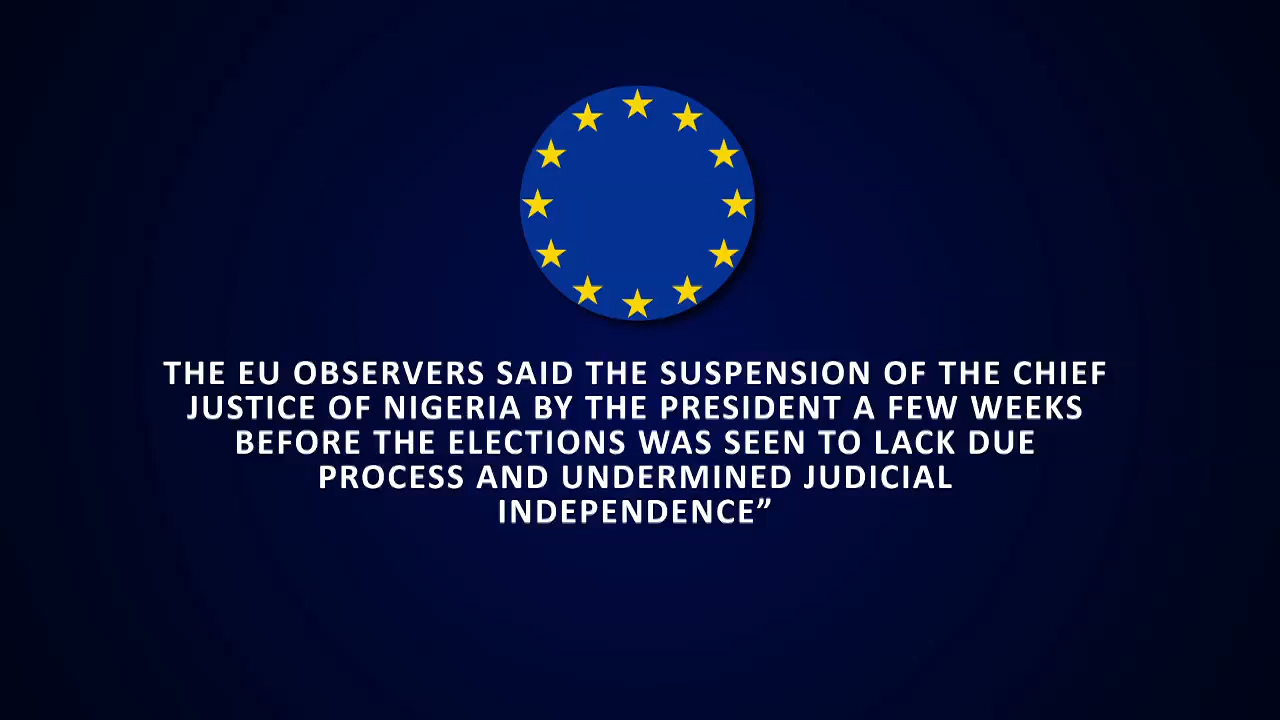 THE EU OBSERVERS SAID THE SUSPENSION OF THE CHIEF
JUSTICE OF NIGERIA BY THE PRESIDENT A FEW WEEKS
BEFORE THE ELECTIONS WAS SEEN TO LACK DUE
PROCESS AND UNDERMINED JUDICIAL
INDEPENDENCE”